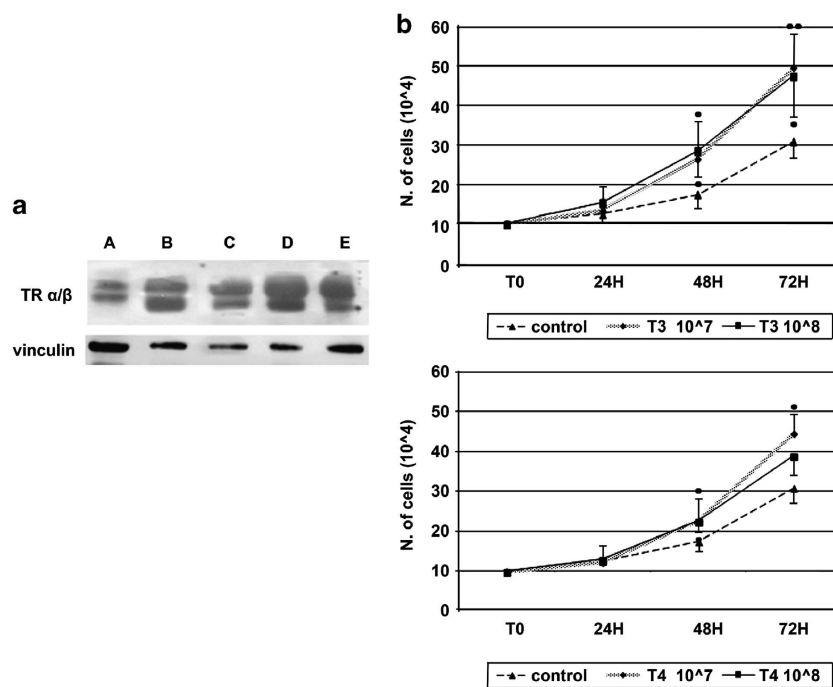 a
A B C D E
TR α/β
vinculin
b
N. of cells (10^4)
60
50
40
30
20
10
0
T0 24H 48H 72H
control T3 10^7 T3 10^8
N. of cells (10^4)
60
50
40
30
20
10
0
T0 24H 48H 72H
control T4 10^7 T4 10^8